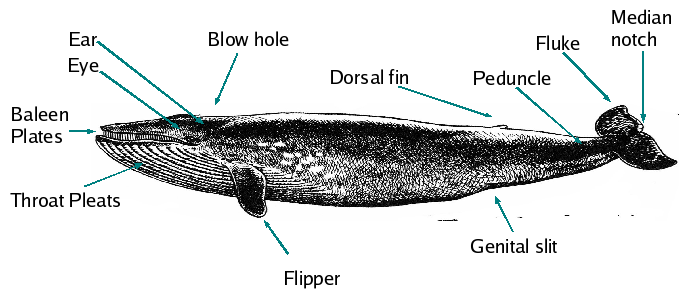 Median
notch
Ear
Blow hole
Fluke
Eye
Dorsal fin
Peduncle
Baleen
Plates
Throat Pleats
Genital slit
Flipper